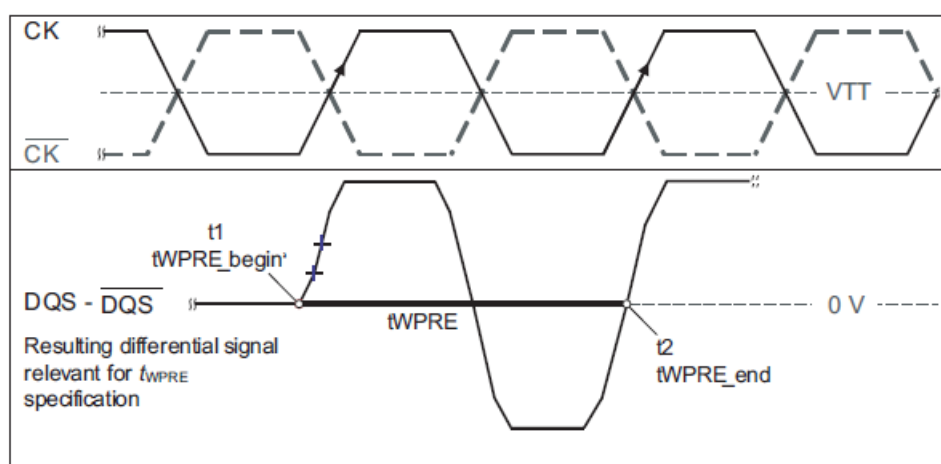 CK
VTT
CK
t1
tWPRE_begin'
DQS - DQS
tWPRE
0 V
t2
tWPRE_end
Resulting differential signal
relevant for tWPRE
specification